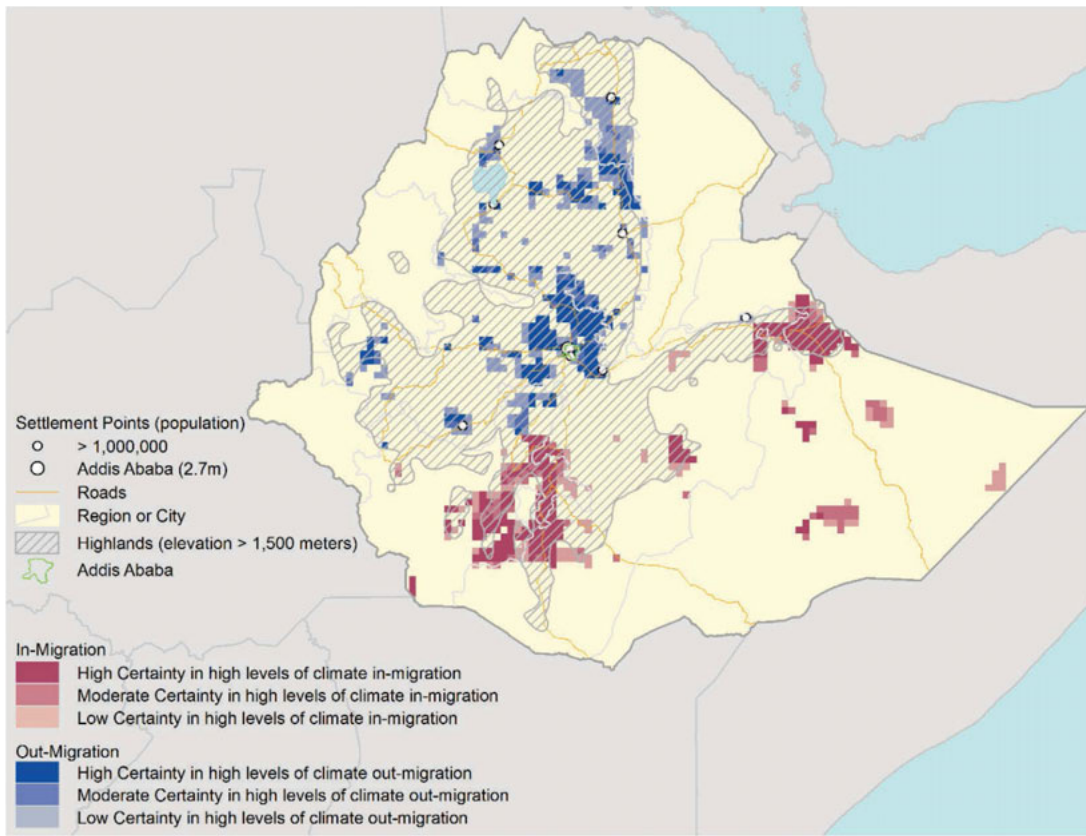 Settlement Points (population)
> 1,000,000
Addis Ababa (2.7m)
Roads
Region or City
Highlands (elevation > 1,500 meters)
Addis Ababa
In-Migration
High Certainty in high levels of climate in-migration
Moderate Certainty in high levels of climate in-migration
Low Certainty in high levels of climate in-migration
Out-Migration
High Certainty in high levels of climate out-migration
Moderate Certainty in high levels of climate out-migration
Low Certainty in high levels of climate out-migration